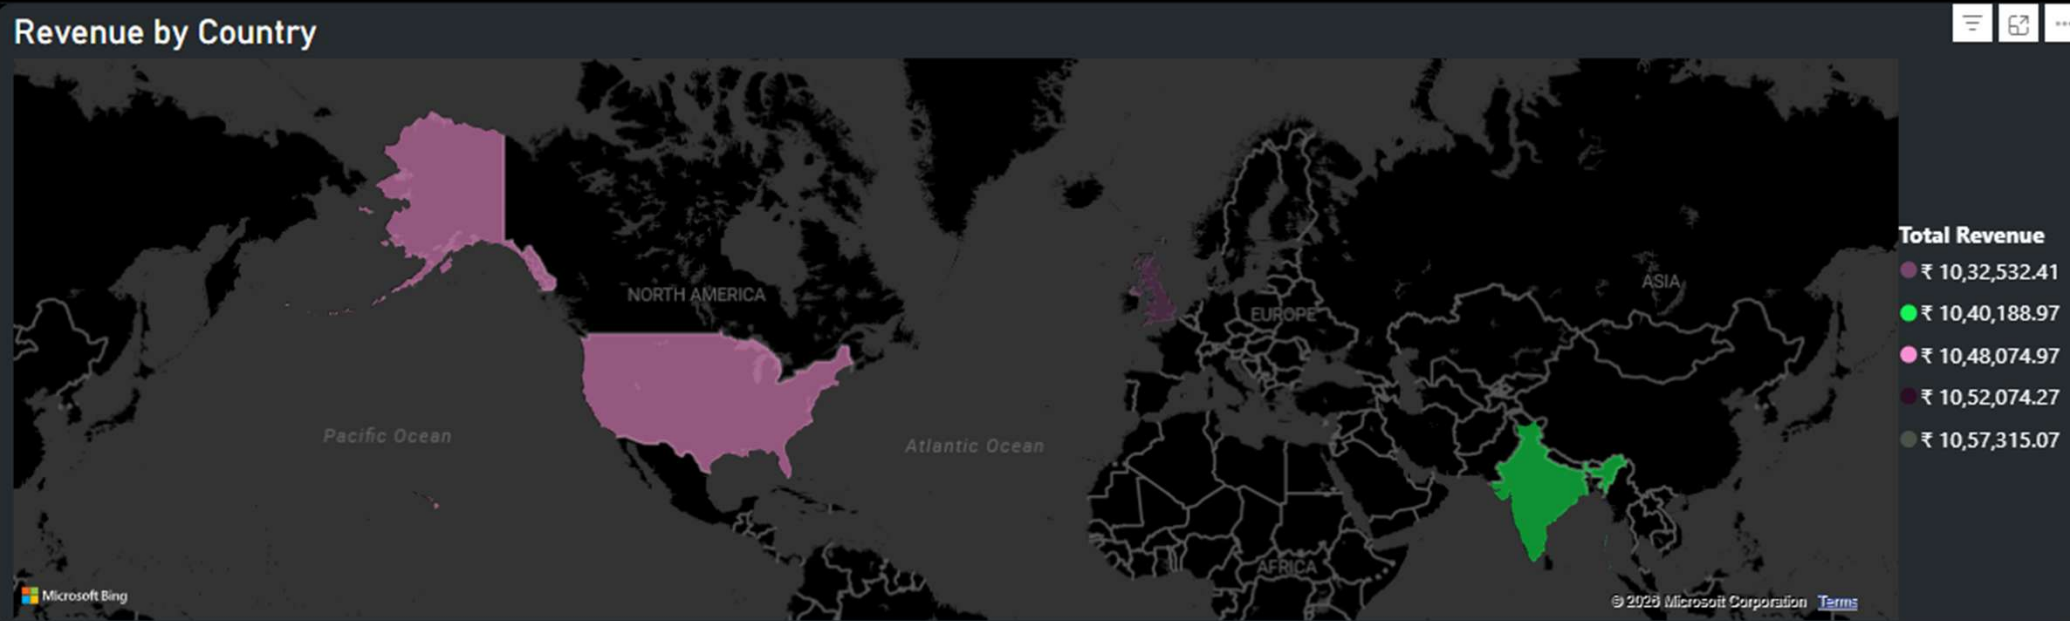 Revenue by Country
NORTH AMERICA
EUROPE
ASIA
Pacific Ocean
Atlantic Ocean
AFRICA
Total Revenue
₹ 10,32,532.41
₹ 10,40,188.97
₹ 10,48,074.97
₹ 10,52,074.27
₹ 10,57,315.07
Microsoft Bing
© 2026 Microsoft Corporation Terms